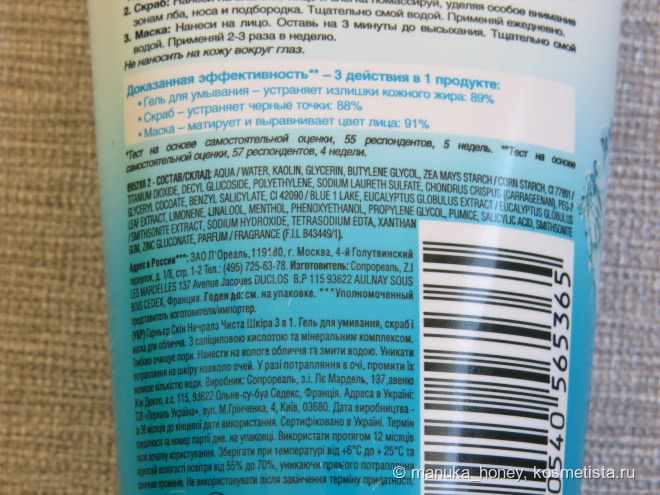 2. Скраб: Нанеси на влажное лицо и слегка помассируй, уделяя особое внимание
зонам лба, носа и подбородка. Тщательно смой водой. Применяй ежедневно.
3. Маска: Нанеси на лицо. Оставь на 3 минуты до высыхания. Тщательно смой
водой. Применяй 2-3 раза в неделю.
Не наносить на кожу вокруг глаз.
Доказанная эффективность** – 3 действия в 1 продукте:
• Гель для умывания – устраняет излишки кожного жира: 89%
• Скраб – устраняет черные точки: 88%
• Маска – матирует и выравнивает цвет лица: 91%
*Тест на основе самостоятельной оценки, 55 респондентов, 5 недель. **Тест на основе
самостоятельной оценки, 57 респондентов, 4 недели.
B95288 2 - СОСТАВ/СКЛАД: AQUA / WATER, KAOLIN, GLYCERIN, BUTYLENE GLYCOL, ZEA MAYS STARCH / CORN STARCH, CI 77891 /
TITANIUM DIOXIDE, DECYL GLUCOSIDE, POLYETHYLENE, SODIUM LAURETH SULFATE, CHONDRUS CRISPUS (CARRAGEENAN), PEG-7
GLYCERYL COCOATE, BENZYL SALICYLATE, CI 42090 / BLUE 1 LAKE, EUCALYPTUS GLOBULUS / EUCALYPTUS GLOBULUS
LEAF EXTRACT, LIMONENE, LINALOOL, MENTHOL, PHENOXYETHANOL, PROPYLENE GLYCOL, PUMICE, SALICYLIC ACID, SMITHSONITE
/ SMITHSONITE EXTRACT, SODIUM HYDROXIDE, TETRASODIUM EDTA, XANTHAN
GUM, ZINC GLUCONATE, PARFUM / FRAGRANCE (F.I.L B43449/1).
Адрес в России***: ЗАО Л'Ореаль, 119180, г. Москва, 4-й Голутвинский
переулок, д. 1/8, стр. 1-2 Тел.: (495) 725-63-78. Изготовитель: Сопрореаль, Z.I
LES MARDELLES 137 Avenue Jacques DUCLOS B.P 115 93622 AULNAY SOUS
BOIS CEDEX, Франция. Годен до: см. на упаковке. ***Уполномоченный
представитель изготовителя/импортер.
(УКР) Гарньєр Скін Нечралз Чиста Шкіра 3 в 1. Гель для умивання, скраб і
маска для обличчя. З саліциловою кислотою та мінеральним комплексом.
Глибоко очищує пори. Нанести на вологе обличчя та змити водою. Уникати
потрапляння на шкіру навколо очей. У разі потрапляння в очі, промити їх
великою кількістю води. Виробник: Сопрореаль, з.і. Лє Мардель, 137,авеню
Жак Дюкло, в.с. 115, 93622 Ольне-су-буа Седекс, Франція. Адреса в Україні:
ТОВ «Лореаль Україна», вул. М.Грінченка, 4, Київ, 03680. Дата виробництва -
за 36 місяців до кінцевої дати використання. Сертифіковано в Україні. Термін
придатності та номер партії див. на упаковці. Використати протягом 12 місяців
після першого використання. Зберігати при температурі від +6°С до + 25°С та
відносній вологості повітря від 55% до 70%, уникаючи прямого потрапляння
сонячних променів. Не використовувати після закінчення терміну придатності.
0540 565365
© manuka_honey, kosmetista.ru